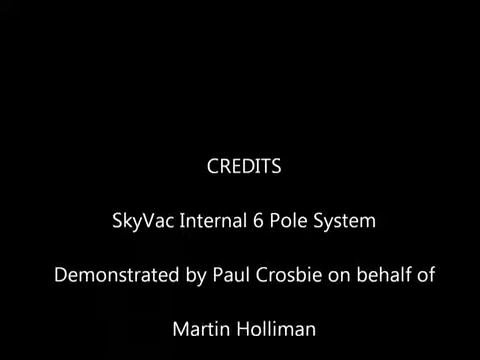 CREDITS
SkyVac Internal 6 Pole System
Demonstrated by Paul Crosbie on behalf of
Martin Holliman